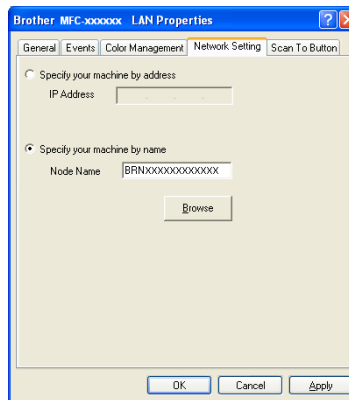 Brother MFC-xxxxxx LAN Properties
General Events Color Management Network Setting Scan To Button
Specify your machine by address
IP Address
Specify your machine by name
Node Name BRNXXXXXXXXXXXX
Browse
OK Cancel Apply